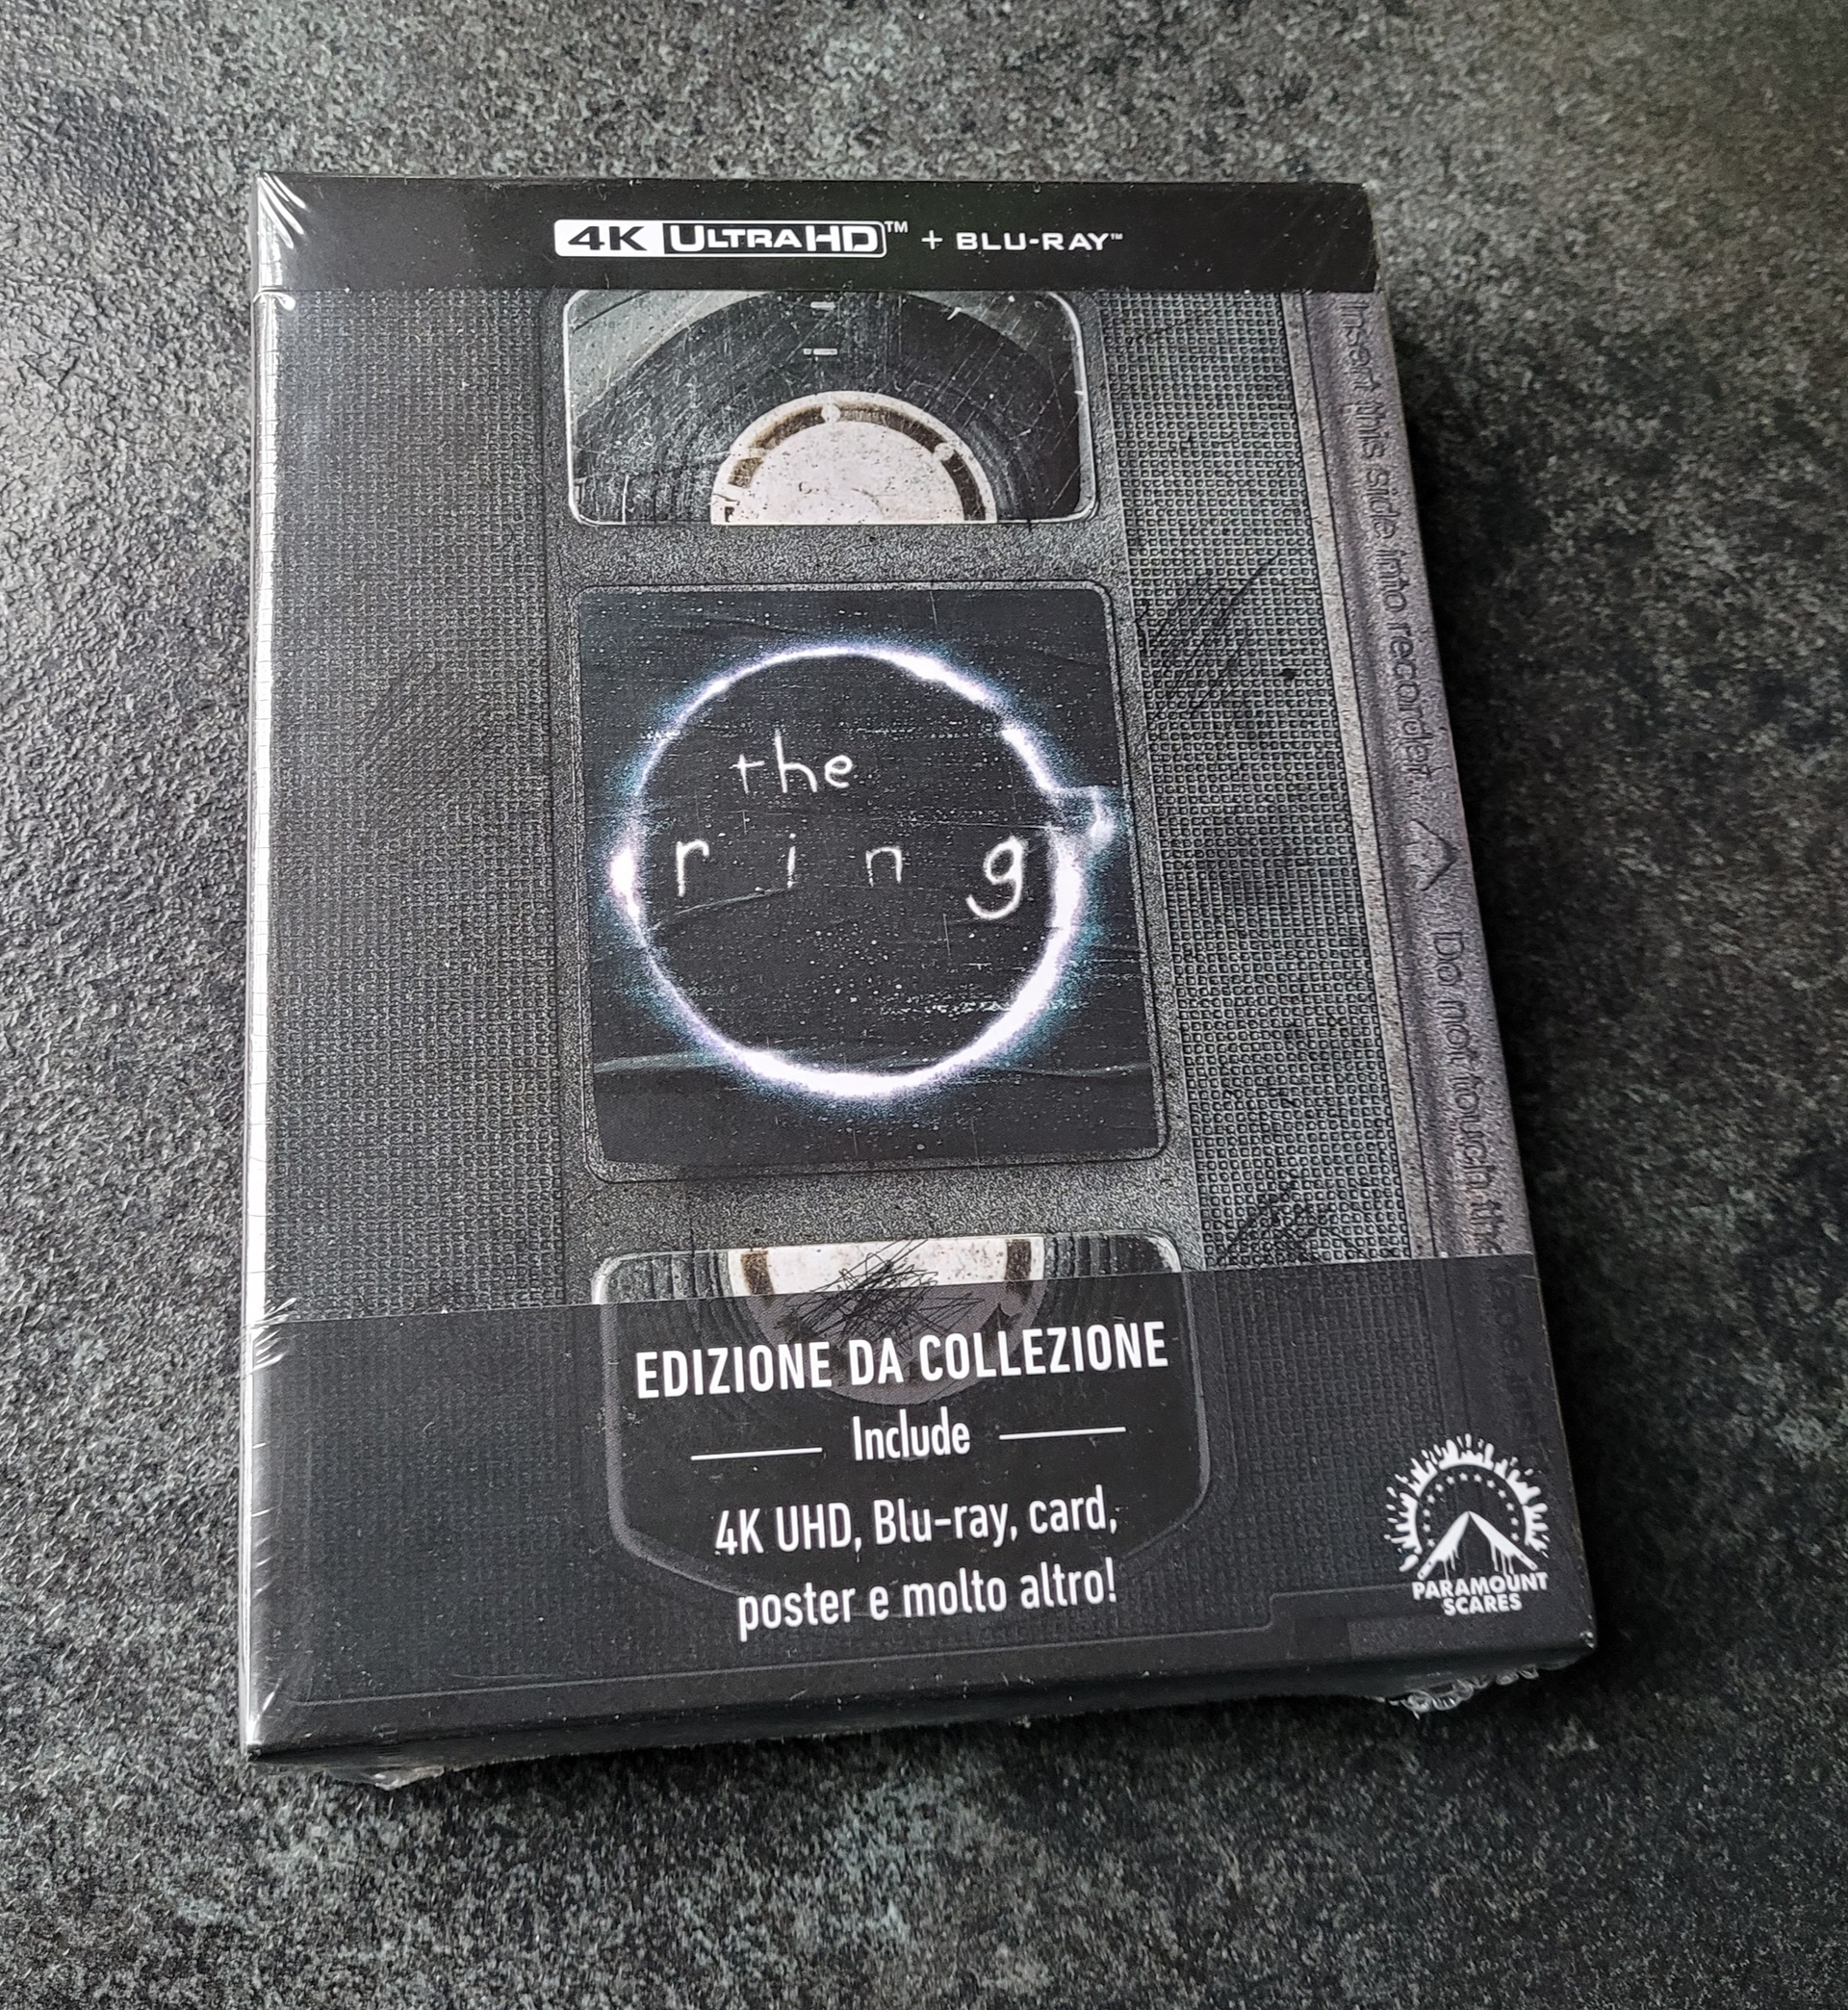 4K ULTRA HD™ + BLU-RAY™
Insert this side into recorder
the
ring
Do not touch the
EDIZIONE DA COLLEZIONE
Include
4K UHD, Blu-ray, card,
poster e molto altro!
PARAMOUNT
SCARES